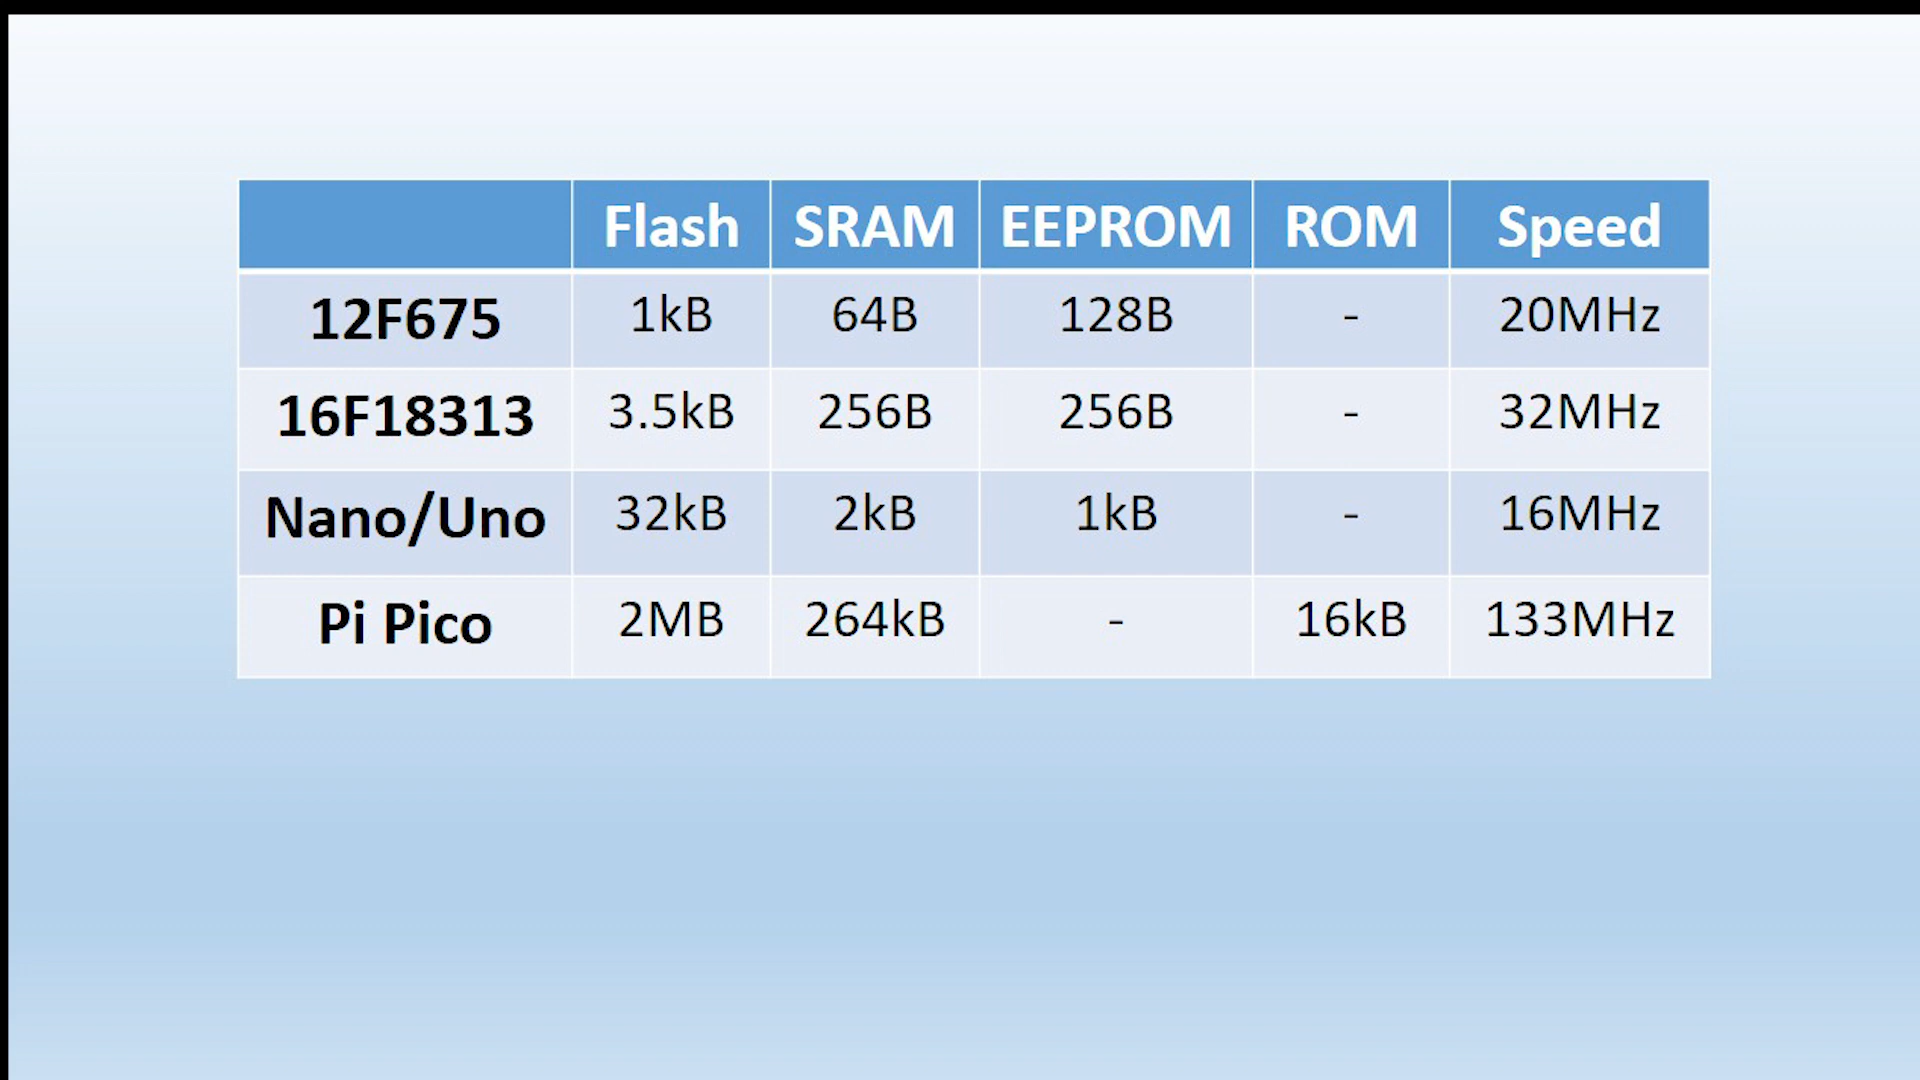 Flash SRAM EEPROM ROM Speed
12F675 1kB 64B 128B - 20MHz
16F18313 3.5kB 256B 256B - 32MHz
Nano/Uno 32kB 2kB 1kB - 16MHz
Pi Pico 2MB 264kB - 16kB 133MHz